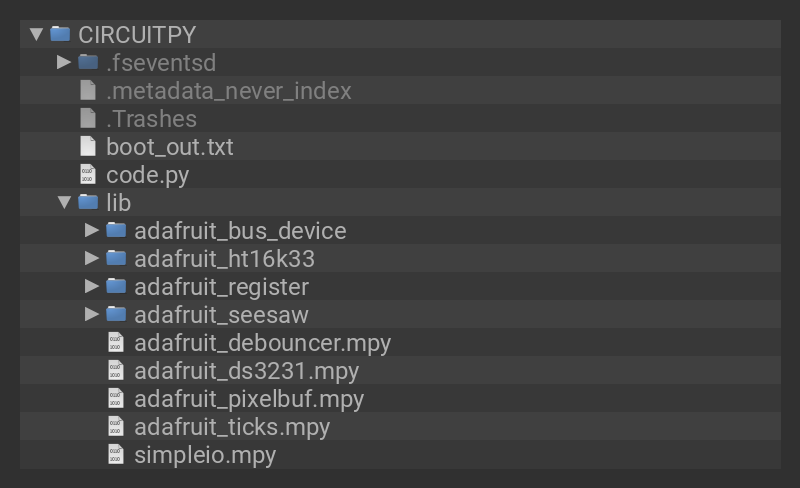 CIRCUITPY
.fseventsd
.metadata_never_index
.Trashes
boot_out.txt
code.py
lib
adafruit_bus_device
adafruit_ht16k33
adafruit_register
adafruit_seesaw
adafruit_debouncer.mpy
adafruit_ds3231.mpy
adafruit_pixelbuf.mpy
adafruit_ticks.mpy
simpleio.mpy